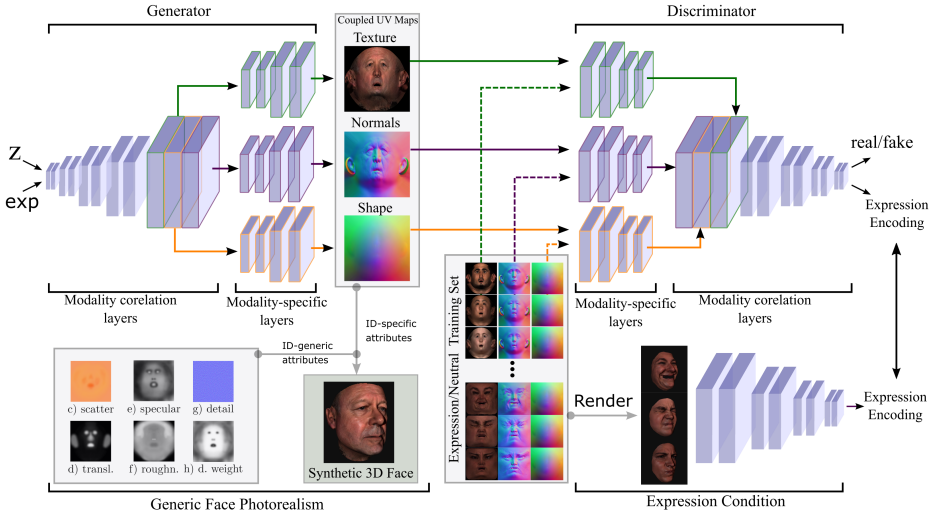 Generator
Coupled UV Maps
Texture
Normals
Shape
Discriminator
Z
exp
real/fake
Expression
Encoding
Modality corelation
layers
Modality-specific
layers
Modality-specific
layers
Modality corelation
layers
ID-specific
attributes
ID-generic
attributes
Expression/Neutral Training Set
c) scatter
e) specular
g) detail
d) transl.
f) roughn.
h) d. weight
Synthetic 3D Face
Render
Expression
Encoding
Generic Face Photorealism
Expression Condition